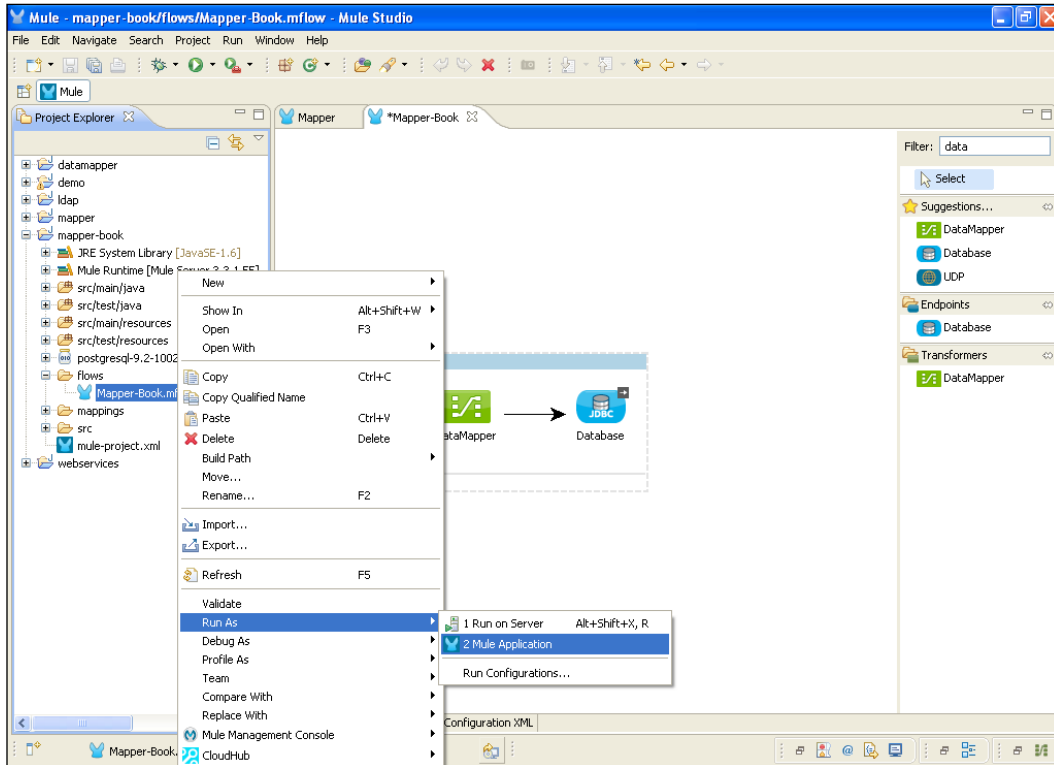 Mule - mapper-book/flows/Mapper-Book.mflow - Mule Studio
File Edit Navigate Search Project Run Window Help
Mule
Project Explorer
Mapper
*Mapper-Book
datamapper
demo
ldap
mapper
mapper-book
JRE System Library [JavaSE-1.6]
Mule Runtime [Mule Server 3.3.1 EE]
src/main/java
src/test/java
src/main/resources
src/test/resources
postgresql-9.2-1002
flows
Mapper-Book.mf
mappings
src
mule-project.xml
webservices
New
Show In Alt+Shift+W
Open F3
Open With
Copy Ctrl+C
Copy Qualified Name
Paste Ctrl+V
Delete Delete
Build Path
Move...
Rename... F2
Import...
Export...
Refresh F5
Validate
Run As
Debug As
Profile As
Team
Compare With
Replace With
Mule Management Console
CloudHub
1 Run on Server Alt+Shift+X, R
2 Mule Application
Run Configurations...
ataMapper
JDBC
Database
Configuration XML
Filter: data
Select
Suggestions...
DataMapper
Database
UDP
Endpoints
Database
Transformers
DataMapper
Mapper-Book.